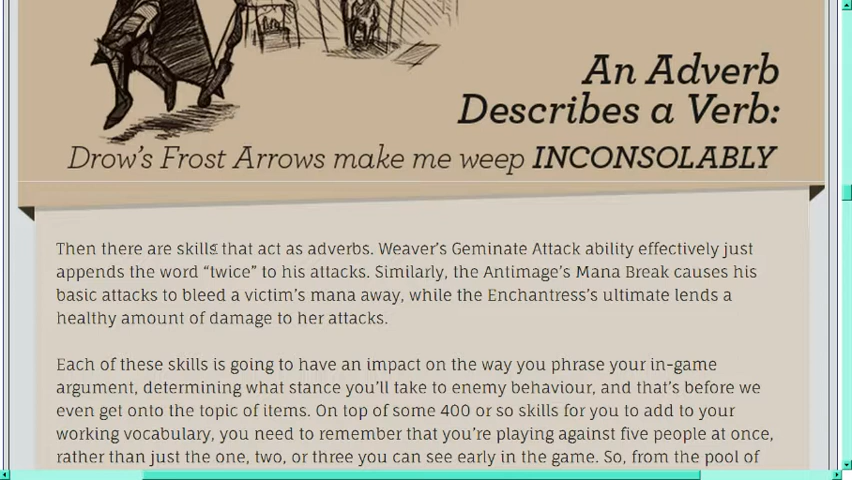 An Adverb
Describes a Verb:
Drow's Frost Arrows make me weep INCONSOLABLY
Then there are skills that act as adverbs. Weaver's Geminate Attack ability effectively just
appends the word “twice” to his attacks. Similarly, the Antimage's Mana Break causes his
basic attacks to bleed a victim's mana away, while the Enchantress's ultimate lends a
healthy amount of damage to her attacks.
Each of these skills is going to have an impact on the way you phrase your in-game
argument, determining what stance you'll take to enemy behaviour, and that's before we
even get onto the topic of items. On top of some 400 or so skills for you to add to your
working vocabulary, you need to remember that you're playing against five people at once,
rather than just the one, two, or three you can see early in the game. So, from the pool of